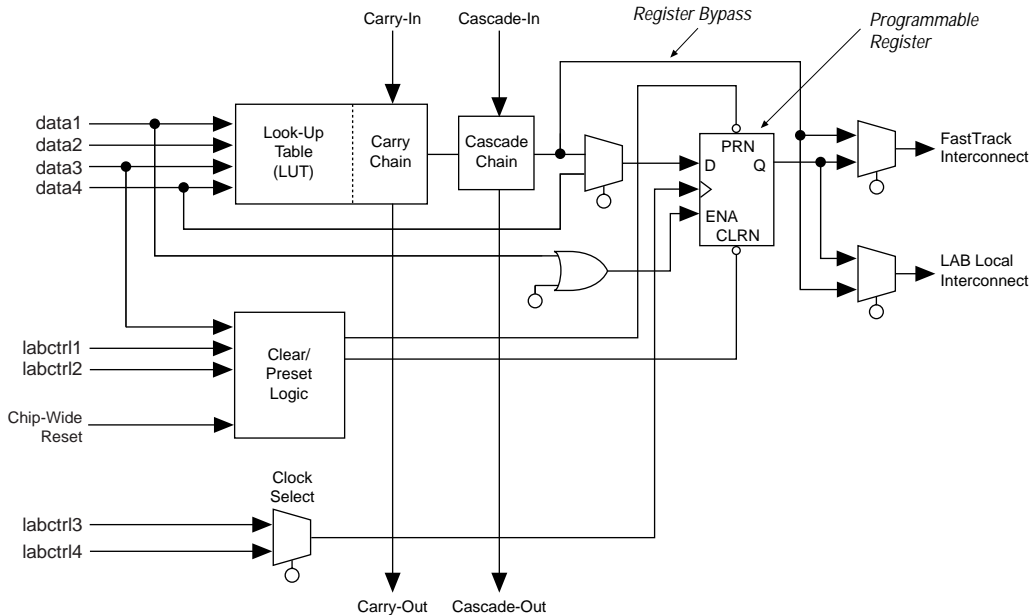 Carry-In
Cascade-In
Register Bypass
Programmable
Register
data1
data2
data3
data4
Look-Up
Table
(LUT)
Carry
Chain
Cascade
Chain
PRN
D
Q
ENA
CLRN
FastTrack
Interconnect
LAB Local
Interconnect
labctrl1
labctrl2
Chip-Wide
Reset
Clear/
Preset
Logic
Clock
Select
labctrl3
labctrl4
Carry-Out
Cascade-Out